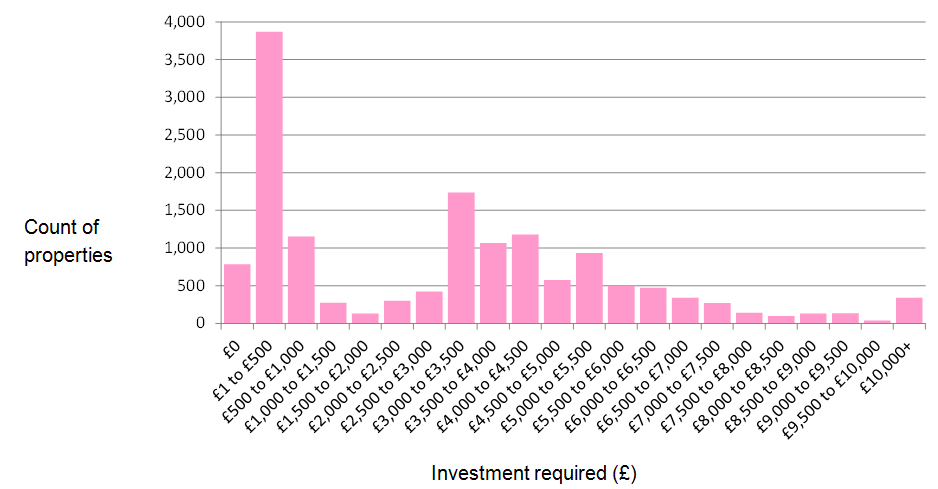 4,000
3,500
3,000
2,500
2,000
1,500
1,000
500
0
Count of
properties
£0
£1 to £500
£500 to £1,000
£1,000 to £1,500
£1,500 to £2,000
£2,000 to £2,500
£2,500 to £3,000
£3,000 to £3,500
£3,500 to £4,000
£4,000 to £4,500
£4,500 to £5,000
£5,000 to £5,500
£5,500 to £6,000
£6,000 to £6,500
£6,500 to £7,000
£7,000 to £7,500
£7,500 to £8,000
£8,000 to £8,500
£8,500 to £9,000
£9,000 to £9,500
£9,500 to £10,000
£10,000+
Investment required (£)